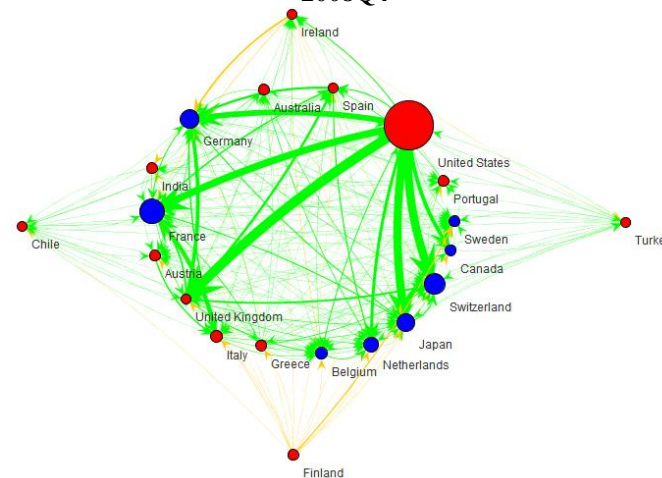 Ireland
Australia
Spain
Germany
United States
India
Portugal
France
Sweden
Turke
Chile
Canada
Austria
Switzerland
United Kingdom
Japan
Italy
Greece
Netherlands
Belgium
Finland